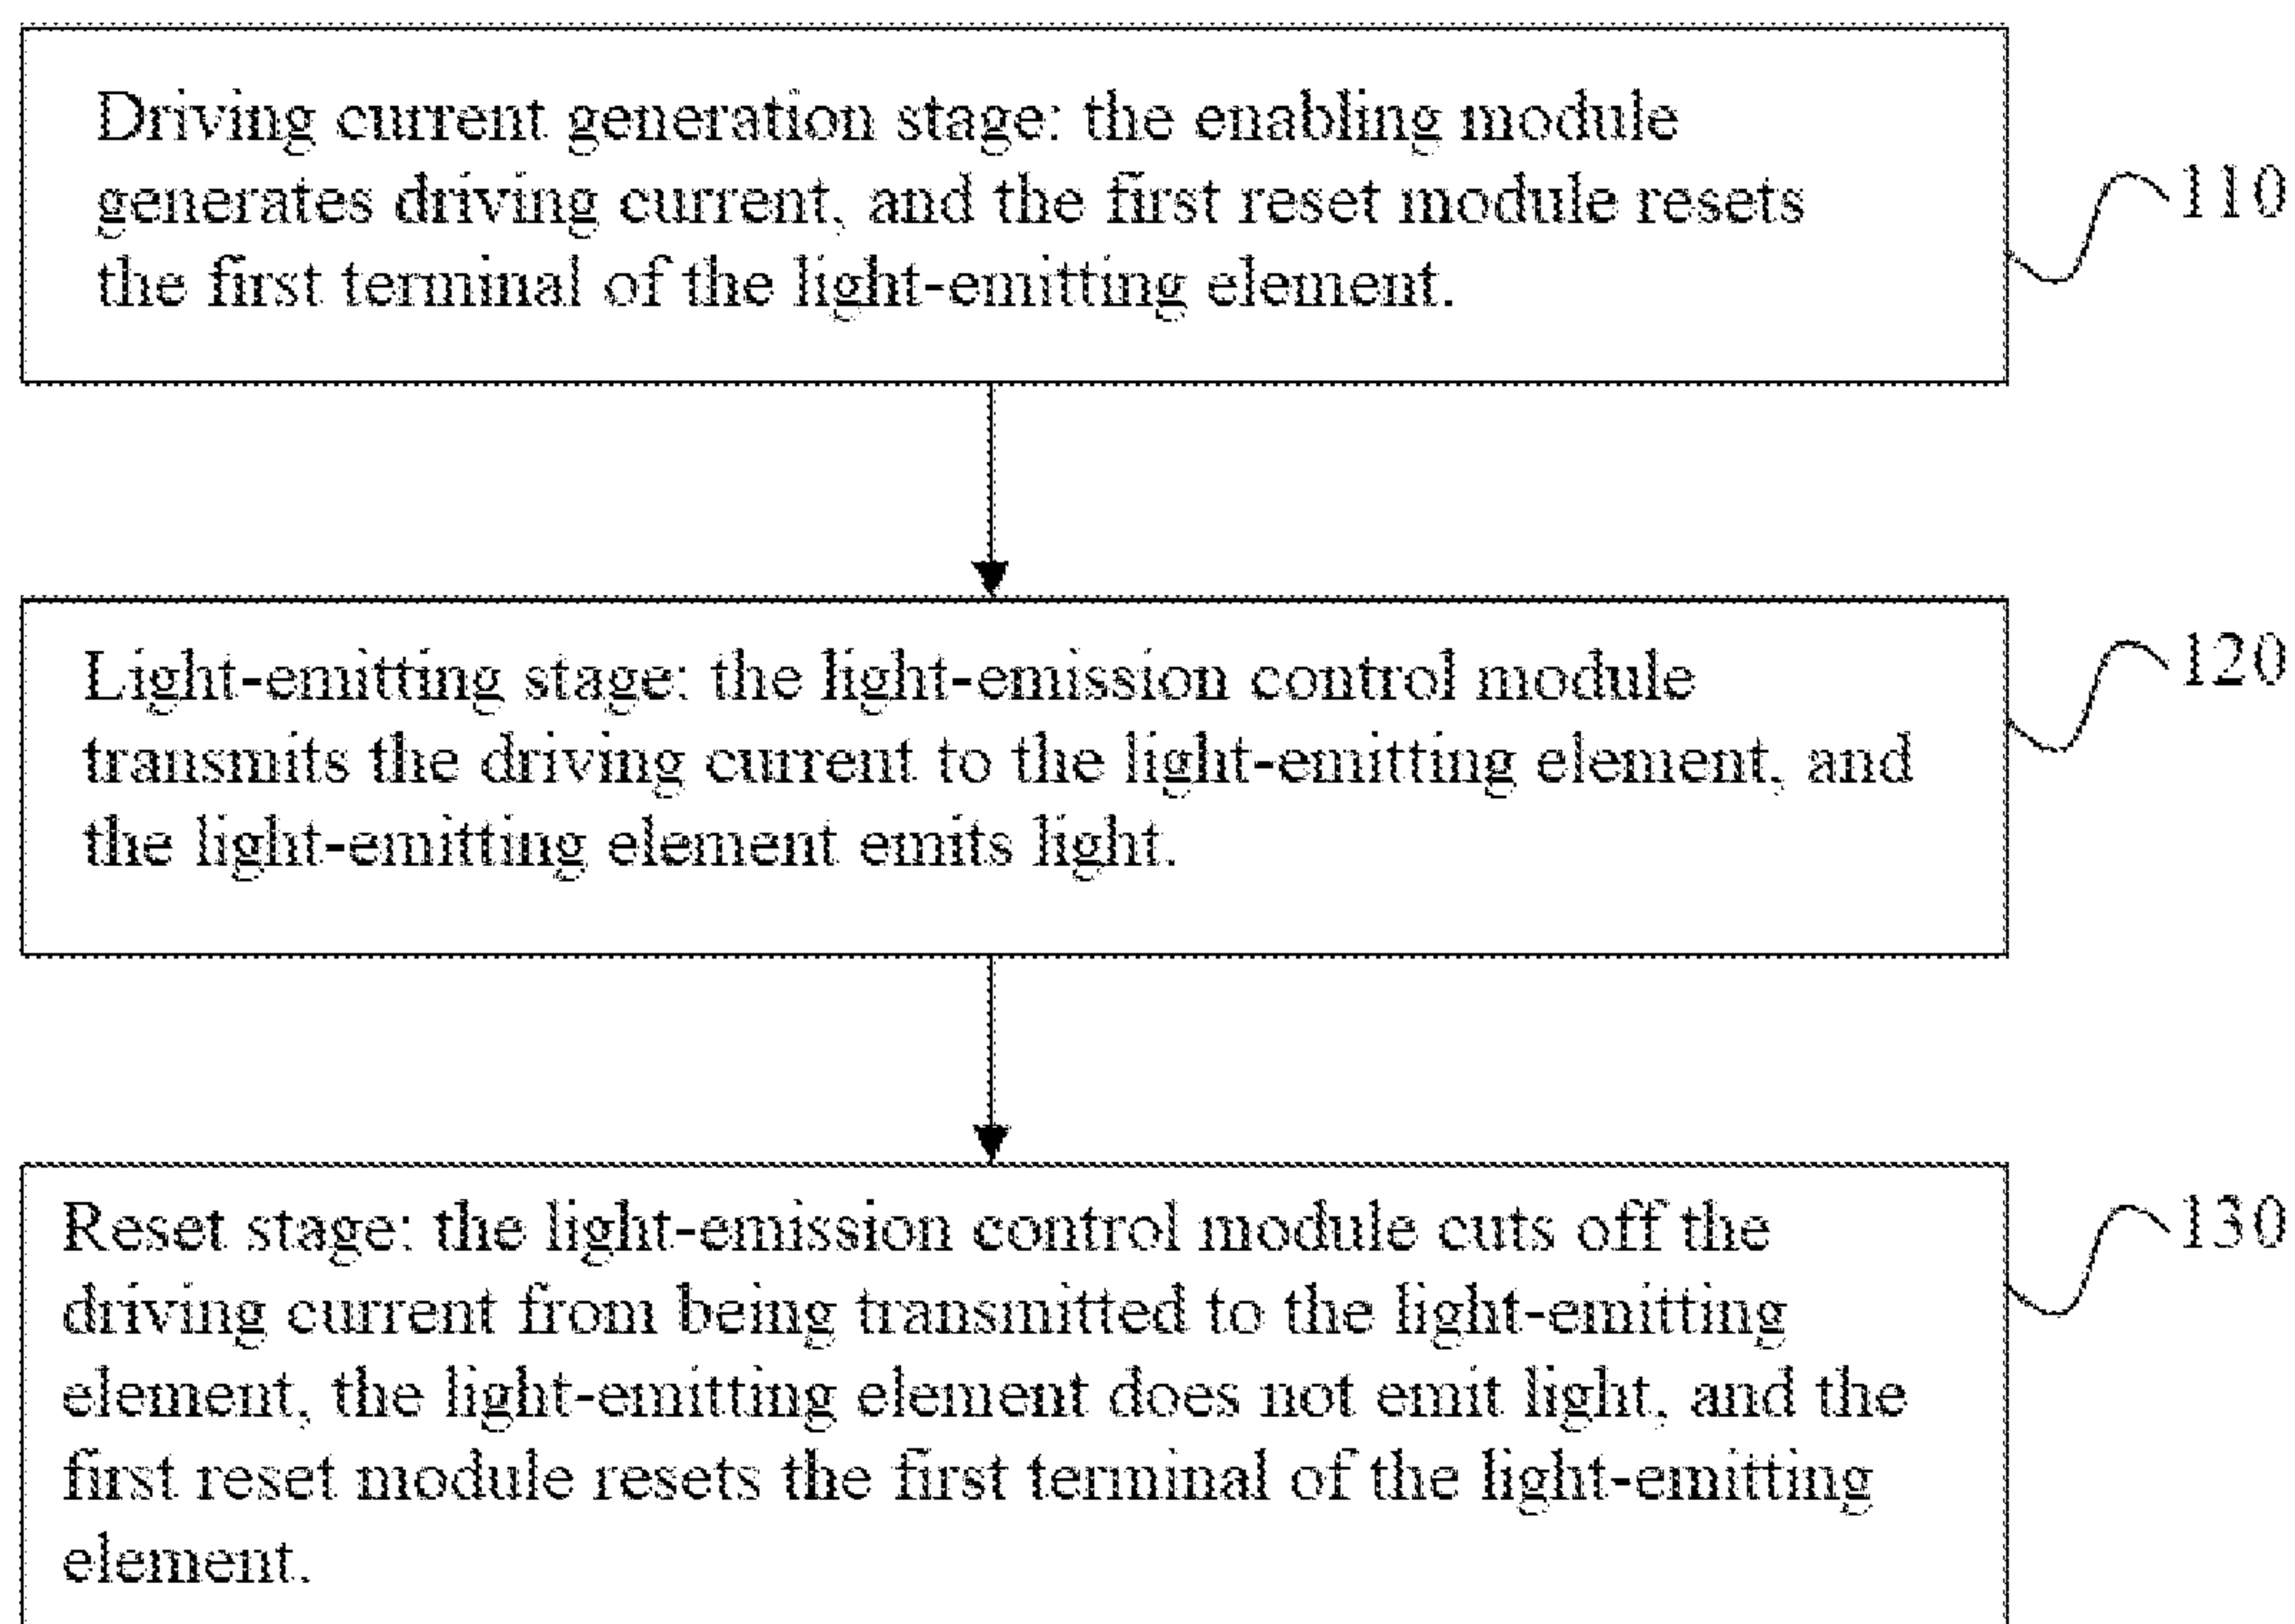 Driving current generation stage: the enabling module
generates driving current, and the first reset module resets
the first terminal of the light-emitting element.
110
Light-emitting stage: the light-emission control module
transmits the driving current to the light-emitting element, and
the light-emitting element emits light.
120
Reset stage: the light-emission control module cuts off the
driving current from being transmitted to the light-emitting
element, the light-emitting element does not emit light, and the
first reset module resets the first terminal of the light-emitting
element.
130